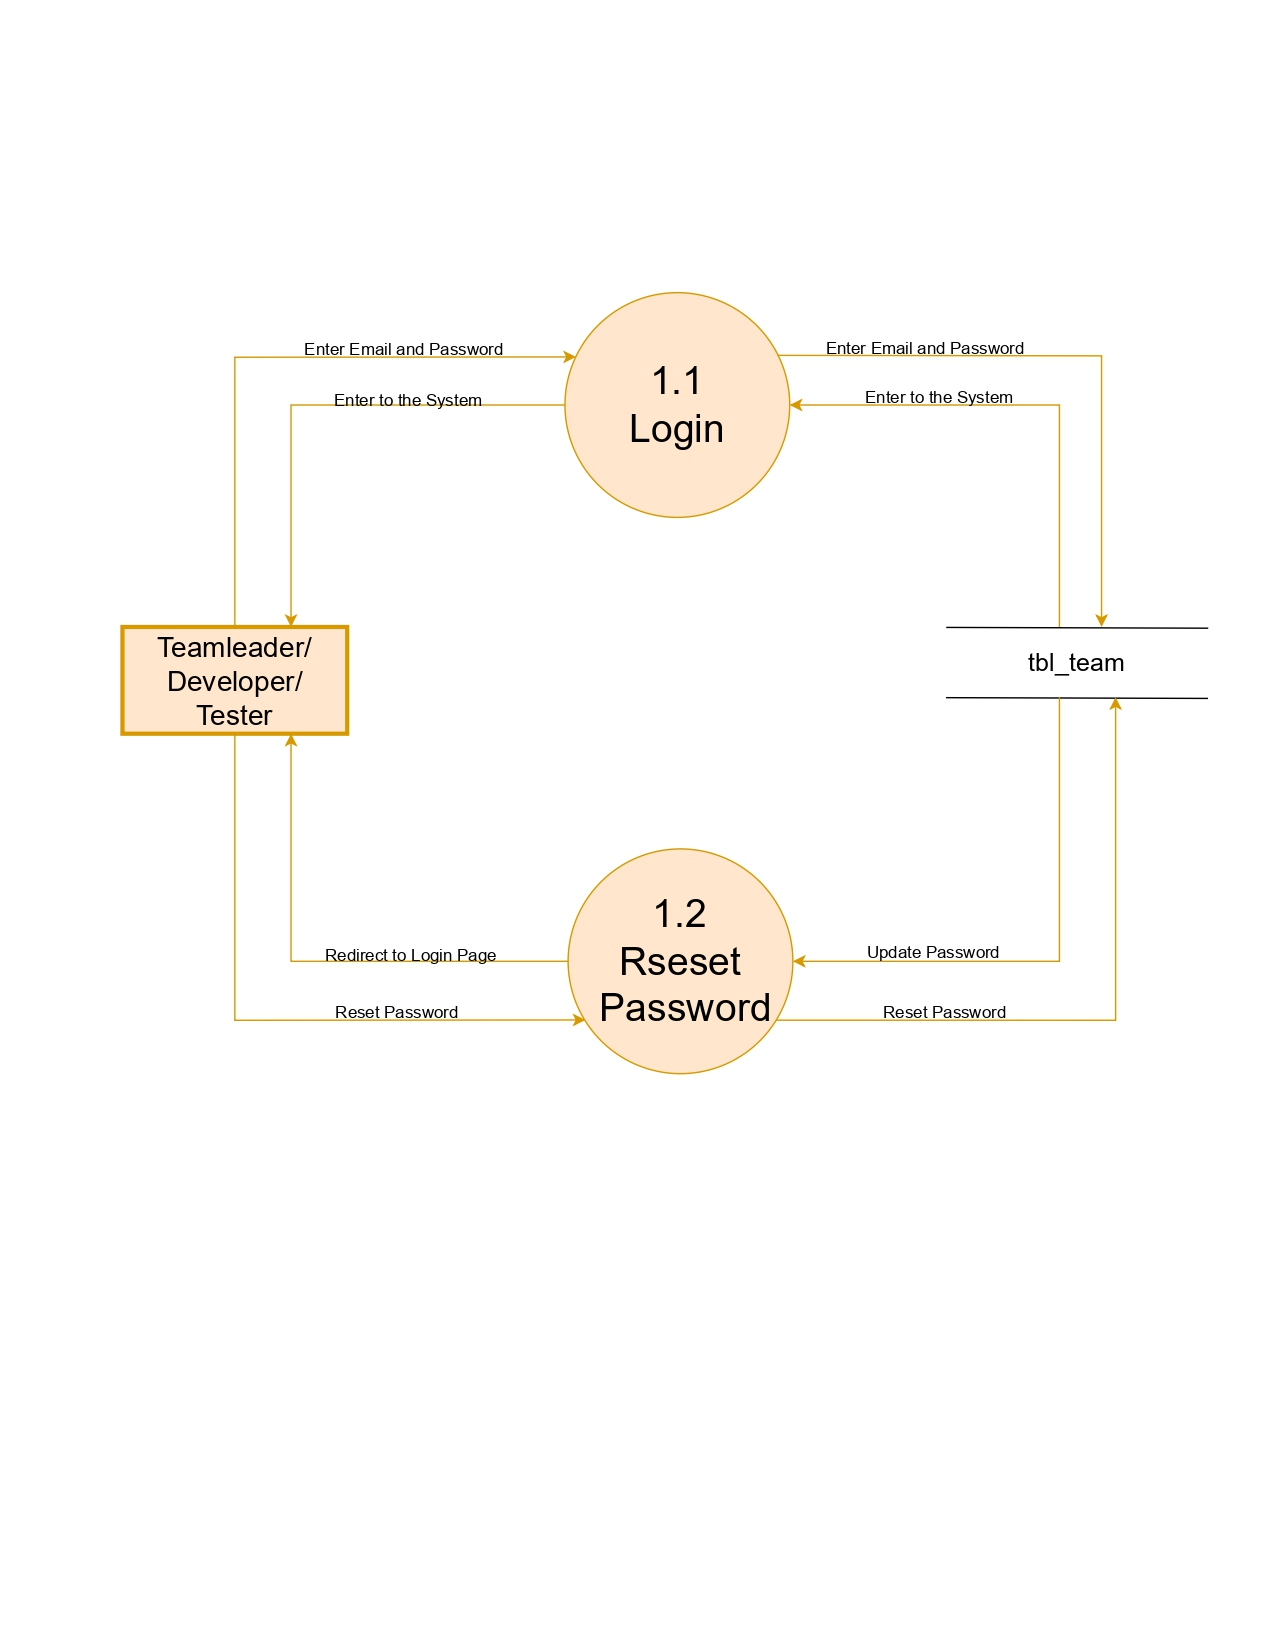 Enter Email and Password
Enter Email and Password
1.1
Login
Enter to the System
Enter to the System
Teamleader/
Developer/
Tester
tbl_team
1.2
Rseset
Password
Redirect to Login Page
Update Password
Reset Password
Reset Password